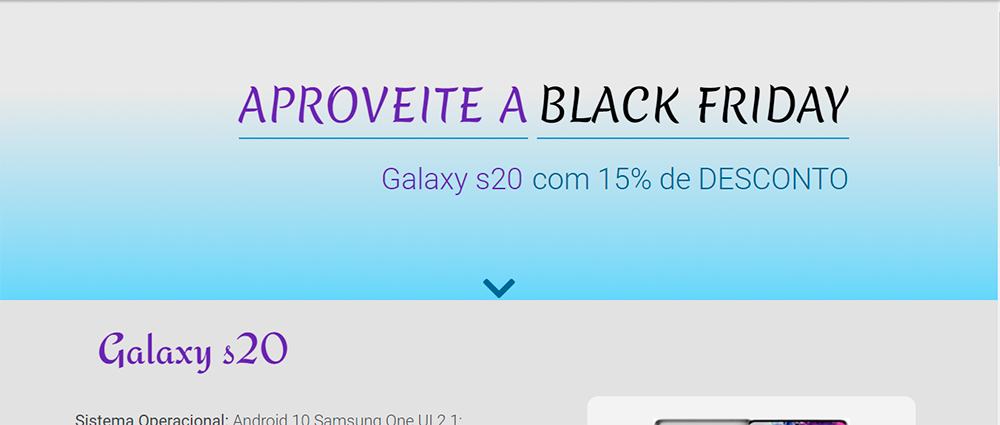 APROVEITE A BLACK FRIDAY
Galaxy s20 com 15% de DESCONTO
Galaxy s20
Sistema Operacional: Android 10 Samsung One UI 2.1;